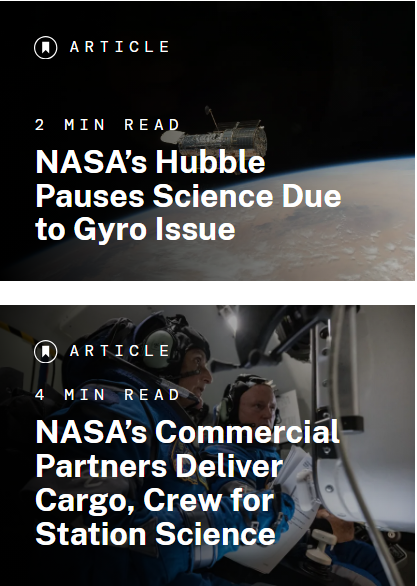 ARTICLE
2 MIN READ
NASA’s Hubble
Pauses Science Due
to Gyro Issue
ARTICLE
4 MIN READ
NASA’s Commercial
Partners Deliver
Cargo, Crew for
Station Science